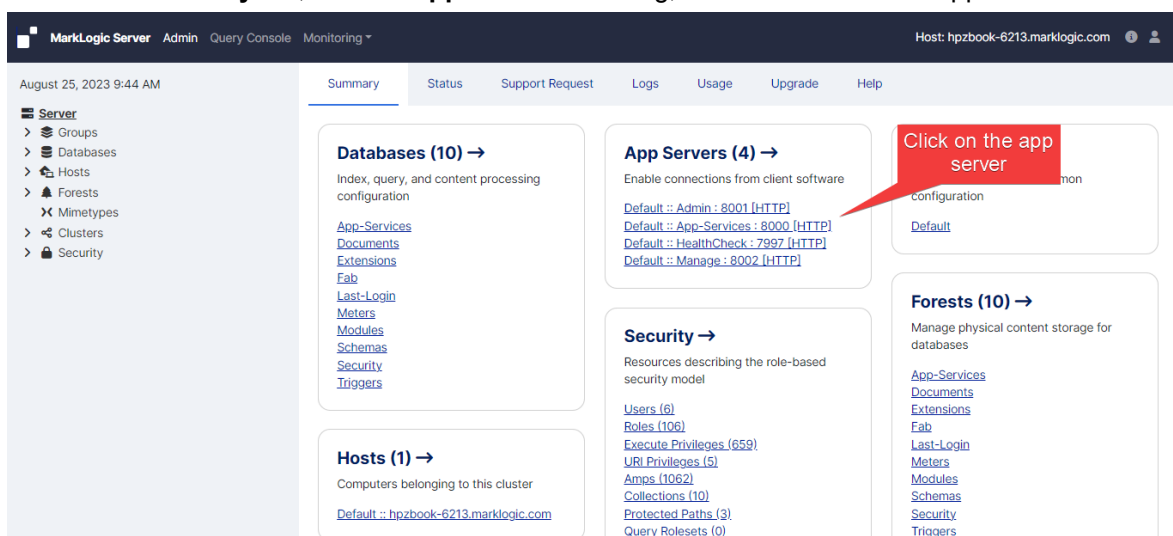 MarkLogic Server Admin Query Console Monitoring
Host: hpzbook-6213.marklogic.com
August 25, 2023 9:44 AM
Server
Groups
Databases
Hosts
Forests
Mimetypes
Clusters
Security
Summary Status Support Request Logs Usage Upgrade Help
Databases (10) →
Index, query, and content processing
configuration
App-Services
Documents
Extensions
Fab
Last-Login
Meters
Modules
Schemas
Security
Triggers
Hosts (1) →
Computers belonging to this cluster
Default :: hpzbook-6213.marklogic.com
App Servers (4) →
Enable connections from client software
Default :: Admin : 8001 [HTTP]
Default :: App-Services : 8000 [HTTP]
Default :: HealthCheck : 7997 [HTTP]
Default :: Manage : 8002 [HTTP]
Security →
Resources describing the role-based
security model
Users (6)
Roles (106)
Execute Privileges (659)
URI Privileges (5)
Amps (1062)
Collections (10)
Protected Paths (3)
Query Rolesets (0)
Click on the app
server
configuration
Default
Forests (10) →
Manage physical content storage for
databases
App-Services
Documents
Extensions
Fab
Last-Login
Meters
Modules
Schemas
Security
Triggers